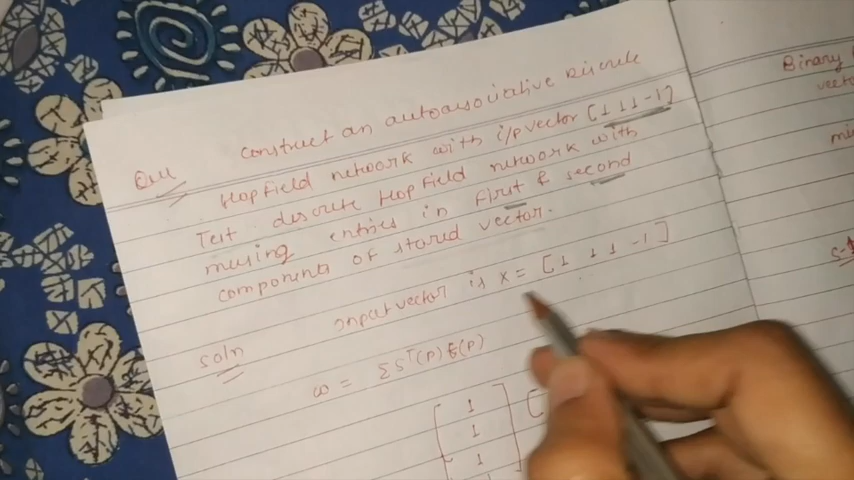 Construct an autoassociative Discrete
Que Hopfield network with i/p vector [1 1 1 -1]
Test discrete Hopfield network with
missing entries in first & second
components of stored vector.
soln Input vector is x = [1 1 1 -1]
w = Σ Sᵀ(P) t(P)
[1
1
1
[
Binary
vector